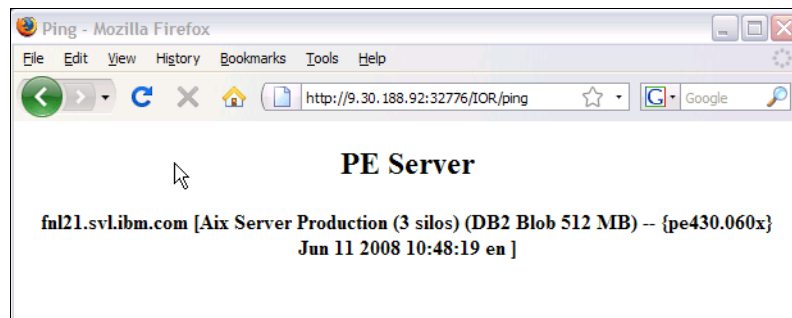 Ping - Mozilla Firefox
File Edit View History Bookmarks Tools Help
http://9.30.188.92:32776/IOR/ping
G Google
PE Server
fnl21.svl.ibm.com [Aix Server Production (3 silos) (DB2 Blob 512 MB) -- {pe430.060x}
Jun 11 2008 10:48:19 en ]